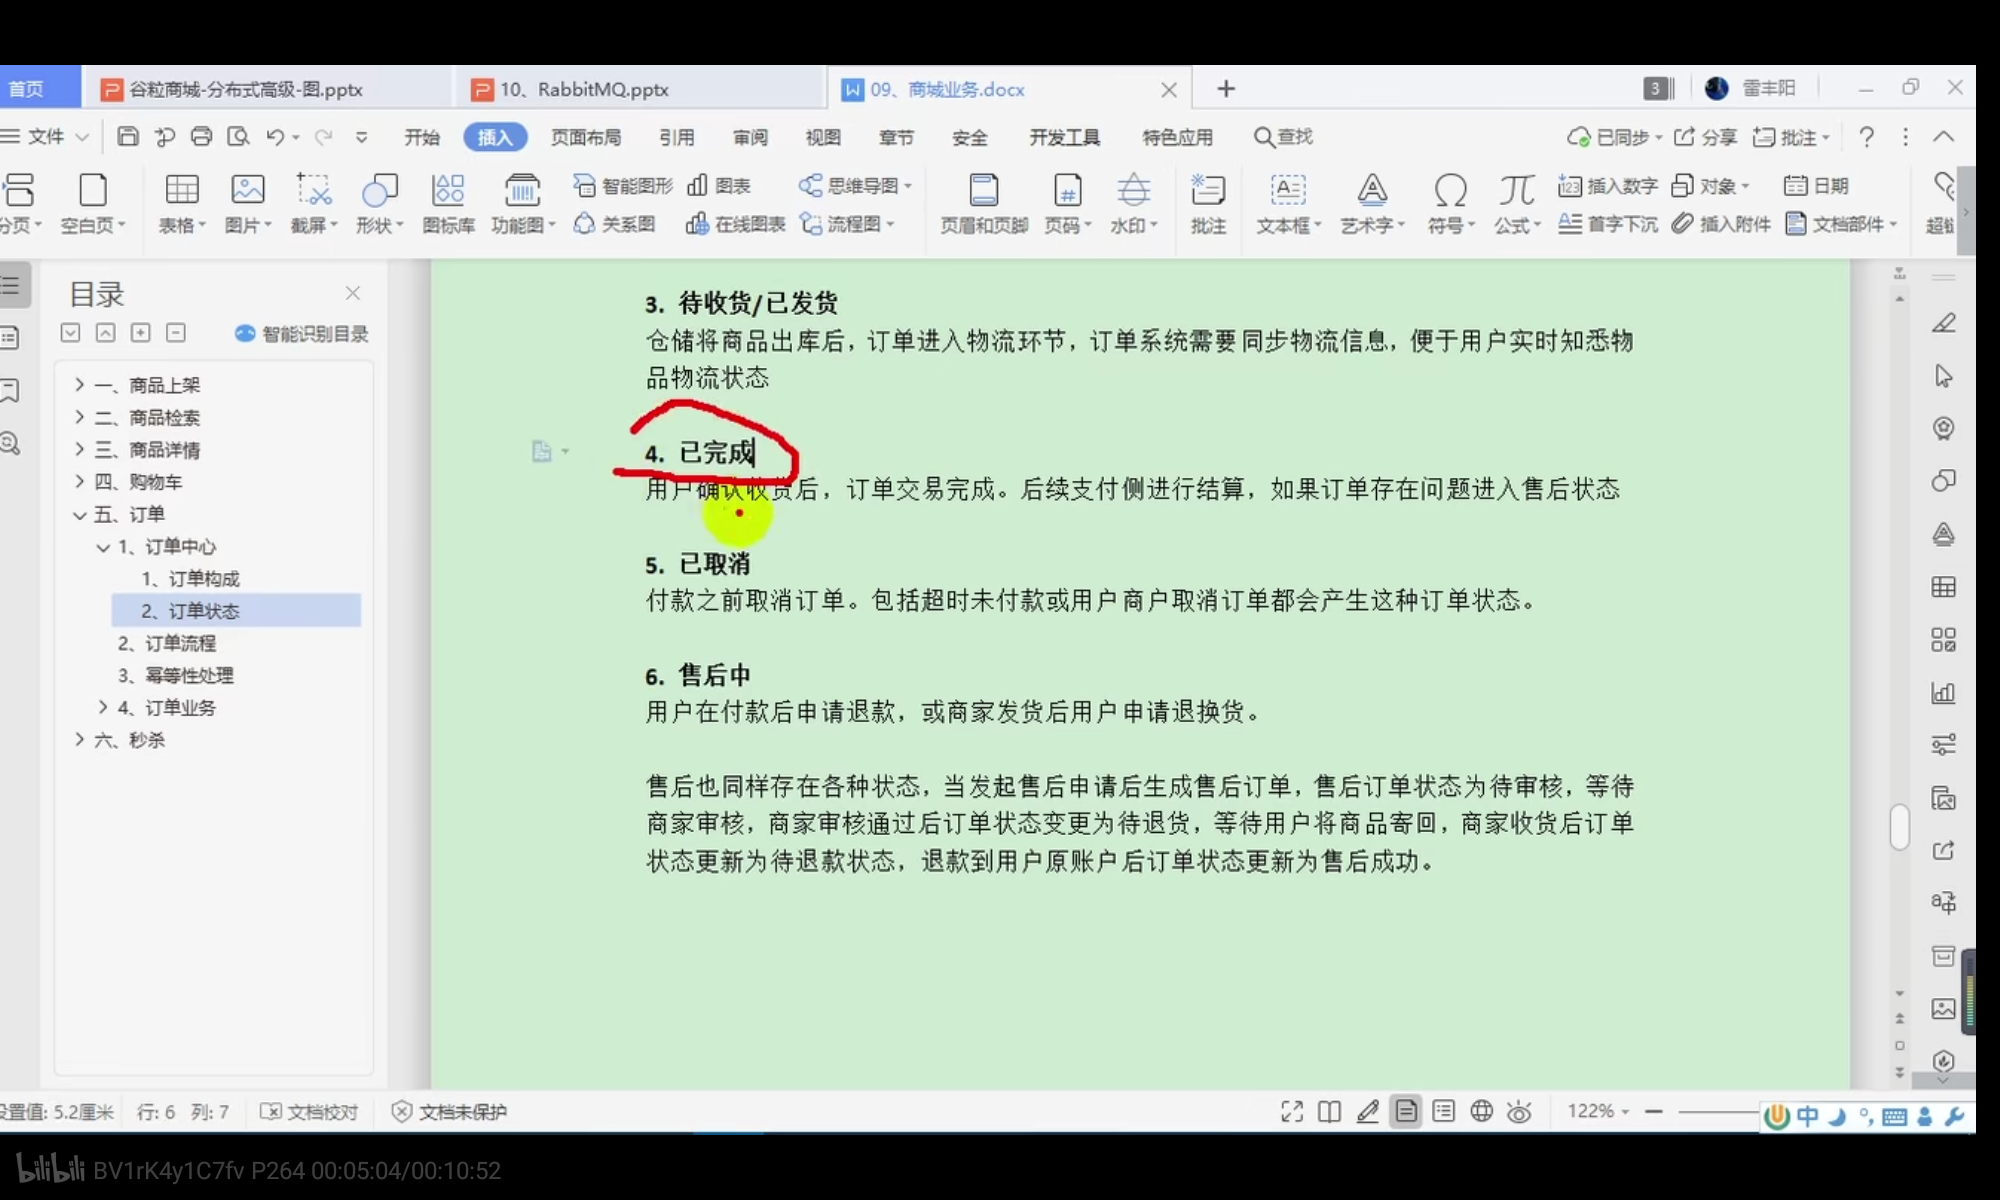 首页
谷粒商城-分布式高级-图.pptx
10、RabbitMQ.pptx
09、商城业务.docx
3
雷丰阳
文件
开始
插入
页面布局
引用
审阅
视图
章节
安全
开发工具
特色应用
查找
已同步
分享
批注
分页
空白页
表格
图片
截屏
形状
图标库
功能图
智能图形
图表
关系图
在线图表
思维导图
流程图
页眉和页脚
页码
水印
批注
文本框
艺术字
符号
公式
插入数字
对象
日期
首字下沉
插入附件
文档部件
目录
智能识别目录
一、商品上架
二、商品检索
三、商品详情
四、购物车
五、订单
1、订单中心
1、订单构成
2、订单状态
2、订单流程
3、幂等性处理
4、订单业务
六、秒杀
3. 待收货/已发货
仓储将商品出库后，订单进入物流环节，订单系统需要同步物流信息，便于用户实时知悉物
品物流状态
4. 已完成
用户确认收货后，订单交易完成。后续支付侧进行结算，如果订单存在问题进入售后状态
5. 已取消
付款之前取消订单。包括超时未付款或用户商户取消订单都会产生这种订单状态。
6. 售后中
用户在付款后申请退款，或商家发货后用户申请退换货。
售后也同样存在各种状态，当发起售后申请后生成售后订单，售后订单状态为待审核，等待
商家审核，商家审核通过后订单状态变更为待退货，等待用户将商品寄回，商家收货后订单
状态更新为待退款状态，退款到用户原账户后订单状态更新为售后成功。
设置值: 5.2厘米
行: 6
列: 7
文档校对
文档未保护
122%
中
bilibili BV1rK4y1C7fv P264 00:05:04/00:10:52